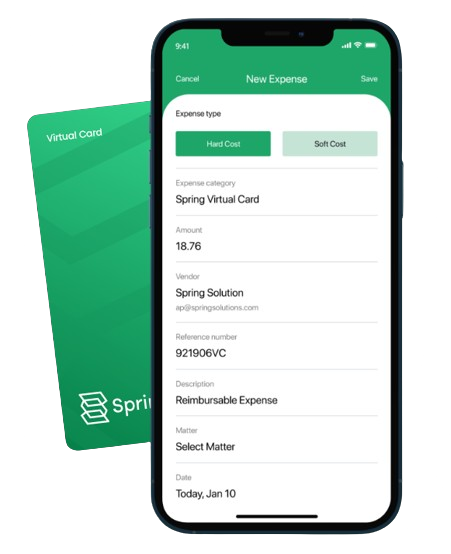 Virtual Card
9:41
Cancel New Expense Save
Expense type
Hard Cost Soft Cost
Expense category
Spring Virtual Card
Amount
18.76
Vendor
Spring Solution
ap@springsolutions.com
Reference number
921906VC
Description
Reimbursable Expense
Matter
Select Matter
Date
Today, Jan 10